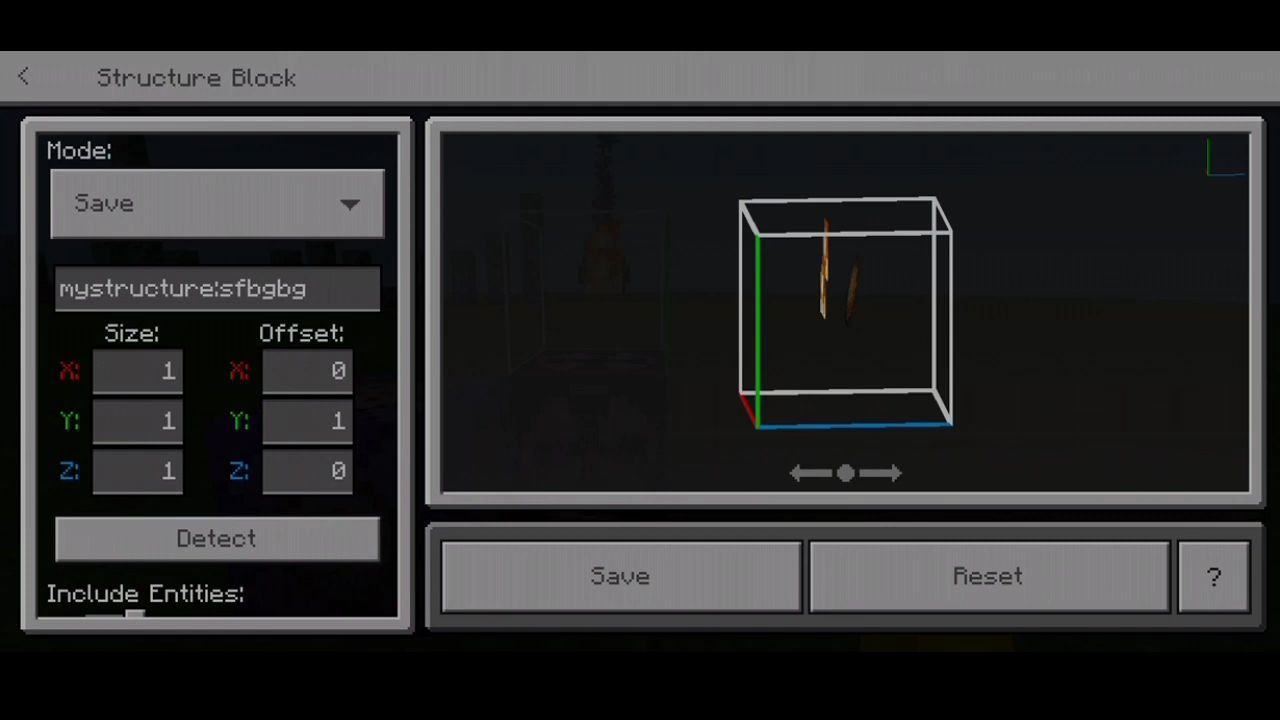 Structure Block
Mode:
Save
mystructure:sfbgbg
Size: Offset:
X: 1 X: 0
Y: 1 Y: 1
Z: 1 Z: 0
Detect
Include Entities:
Save Reset ?